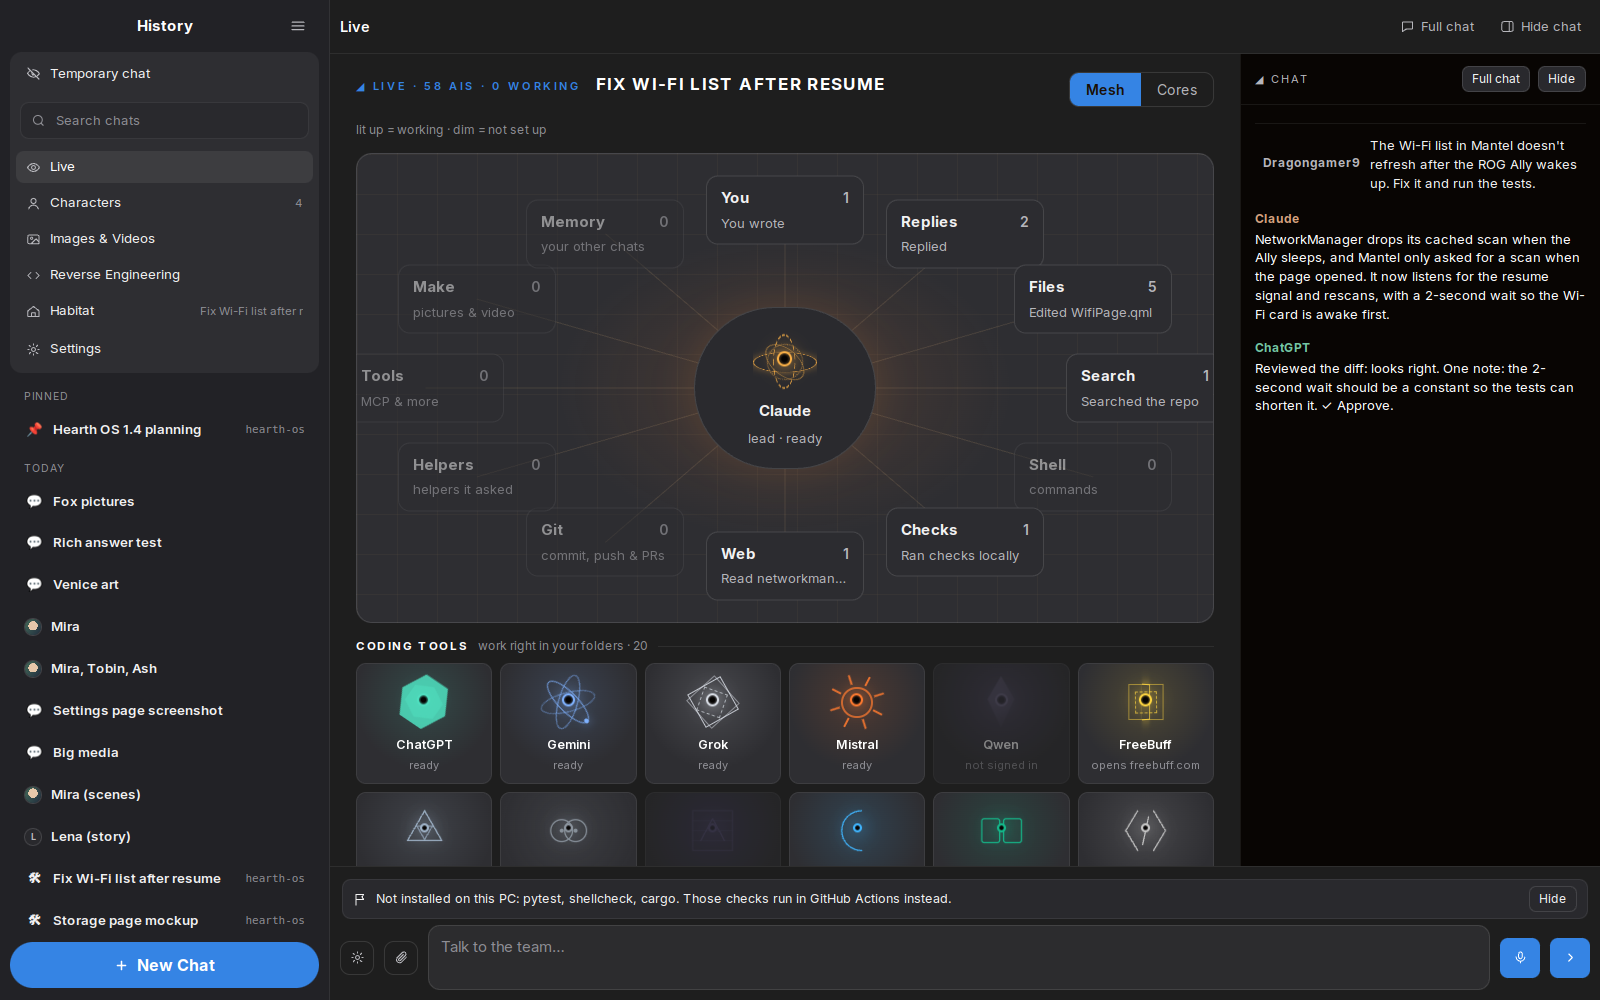 History
Temporary chat
Search chats
Live
Characters 4
Images & Videos
Reverse Engineering
Habitat Fix Wi-Fi list after r
Settings
PINNED
Hearth OS 1.4 planning hearth-os
TODAY
Fox pictures
Rich answer test
Venice art
Mira
Mira, Tobin, Ash
Settings page screenshot
Big media
Mira (scenes)
L Lena (story)
Fix Wi-Fi list after resume hearth-os
Storage page mockup hearth-os
+ New Chat
Live
Full chat
Hide chat
LIVE · 58 AIS · 0 WORKING FIX WI-FI LIST AFTER RESUME
Mesh Cores
lit up = working · dim = not set up
You 1
You wrote
Memory 0
your other chats
Replies 2
Replied
Make 0
pictures & video
Files 5
Edited WifiPage.qml
Tools 0
MCP & more
Claude
lead · ready
Search 1
Searched the repo
Helpers 0
helpers it asked
Shell 0
commands
Git 0
commit, push & PRs
Web 1
Read networkman...
Checks 1
Ran checks locally
CODING TOOLS work right in your folders · 20
ChatGPT
ready
Gemini
ready
Grok
ready
Mistral
ready
Qwen
not signed in
FreeBuff
opens freebuff.com
CHAT
Full chat
Hide
Dragongamer9
The Wi-Fi list in Mantel doesn't
refresh after the ROG Ally wakes
up. Fix it and run the tests.
Claude
NetworkManager drops its cached scan when the
Ally sleeps, and Mantel only asked for a scan when
the page opened. It now listens for the resume
signal and rescans, with a 2-second wait so the Wi-
Fi card is awake first.
ChatGPT
Reviewed the diff: looks right. One note: the 2-
second wait should be a constant so the tests can
shorten it. ✓ Approve.
Not installed on this PC: pytest, shellcheck, cargo. Those checks run in GitHub Actions instead.
Hide
Talk to the team...